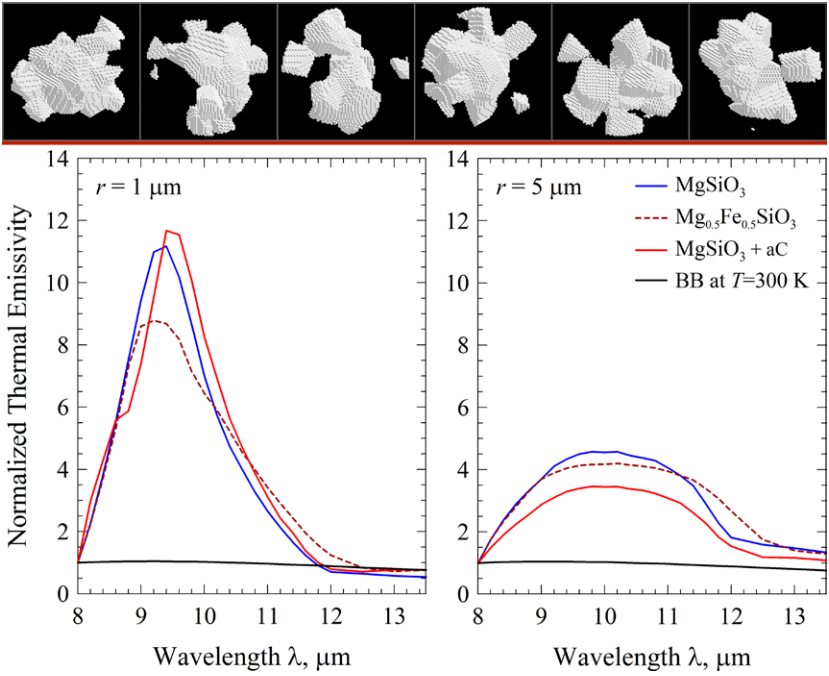 14
12
10
8
6
4
2
0
Normalized Thermal Emissivity
r = 1 μm
8 9 10 11 12 13
Wavelength λ, μm
14
12
10
8
6
4
2
0
r = 5 μm
MgSiO₃
Mg₀.₅Fe₀.₅SiO₃
MgSiO₃ + aC
BB at T=300 K
8 9 10 11 12 13
Wavelength λ, μm